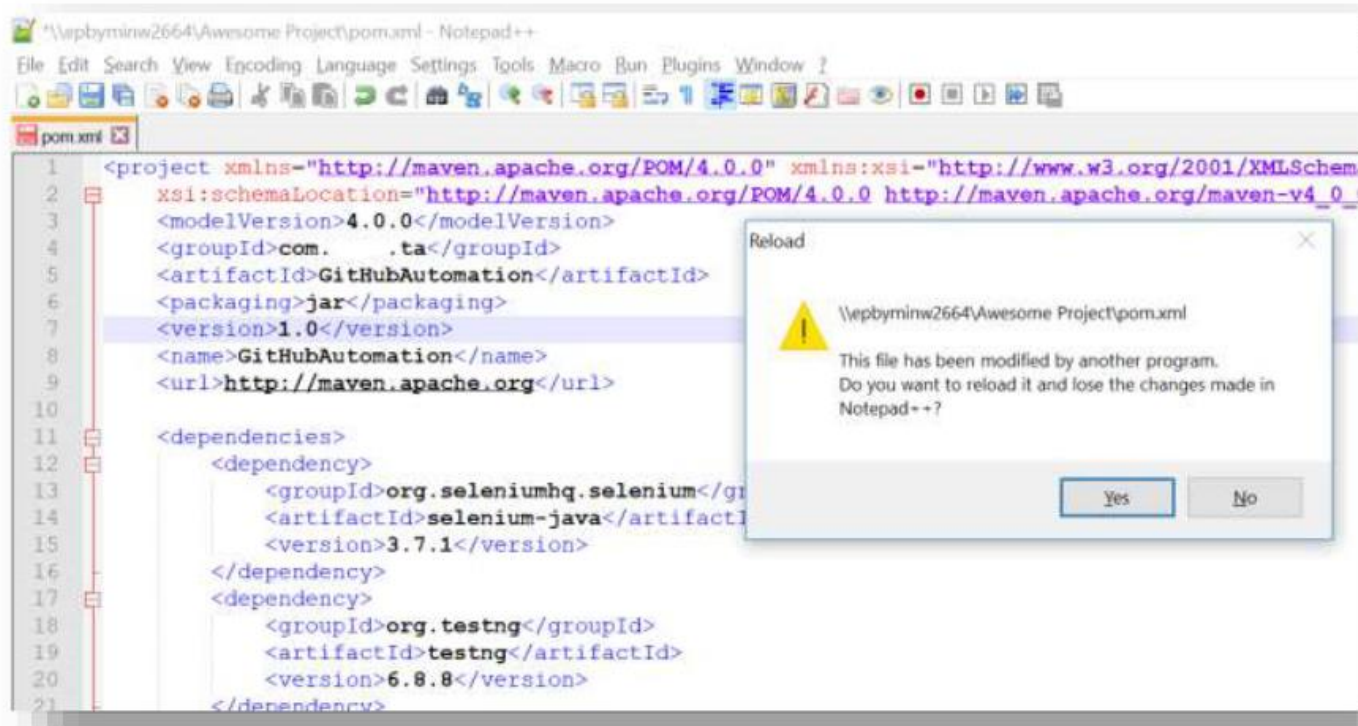 *\\epbyminw2664\Awesome Project\pom.xml - Notepad++
File Edit Search View Encoding Language Settings Tools Macro Run Plugins Window ?
pom.xml
1 <project xmlns="http://maven.apache.org/POM/4.0.0" xmlns:xsi="http://www.w3.org/2001/XMLSchem
2 xsi:schemaLocation="http://maven.apache.org/POM/4.0.0 http://maven.apache.org/maven-v4_0_
3 <modelVersion>4.0.0</modelVersion>
4 <groupId>com. .ta</groupId>
5 <artifactId>GitHubAutomation</artifactId>
6 <packaging>jar</packaging>
7 <version>1.0</version>
8 <name>GitHubAutomation</name>
9 <url>http://maven.apache.org</url>
10
11 <dependencies>
12 <dependency>
13 <groupId>org.seleniumhq.selenium</gr
14 <artifactId>selenium-java</artifactI
15 <version>3.7.1</version>
16 </dependency>
17 <dependency>
18 <groupId>org.testng</groupId>
19 <artifactId>testng</artifactId>
20 <version>6.8.8</version>
21 </dependency>
Reload
\\epbyminw2664\Awesome Project\pom.xml
This file has been modified by another program.
Do you want to reload it and lose the changes made in
Notepad++?
Yes No